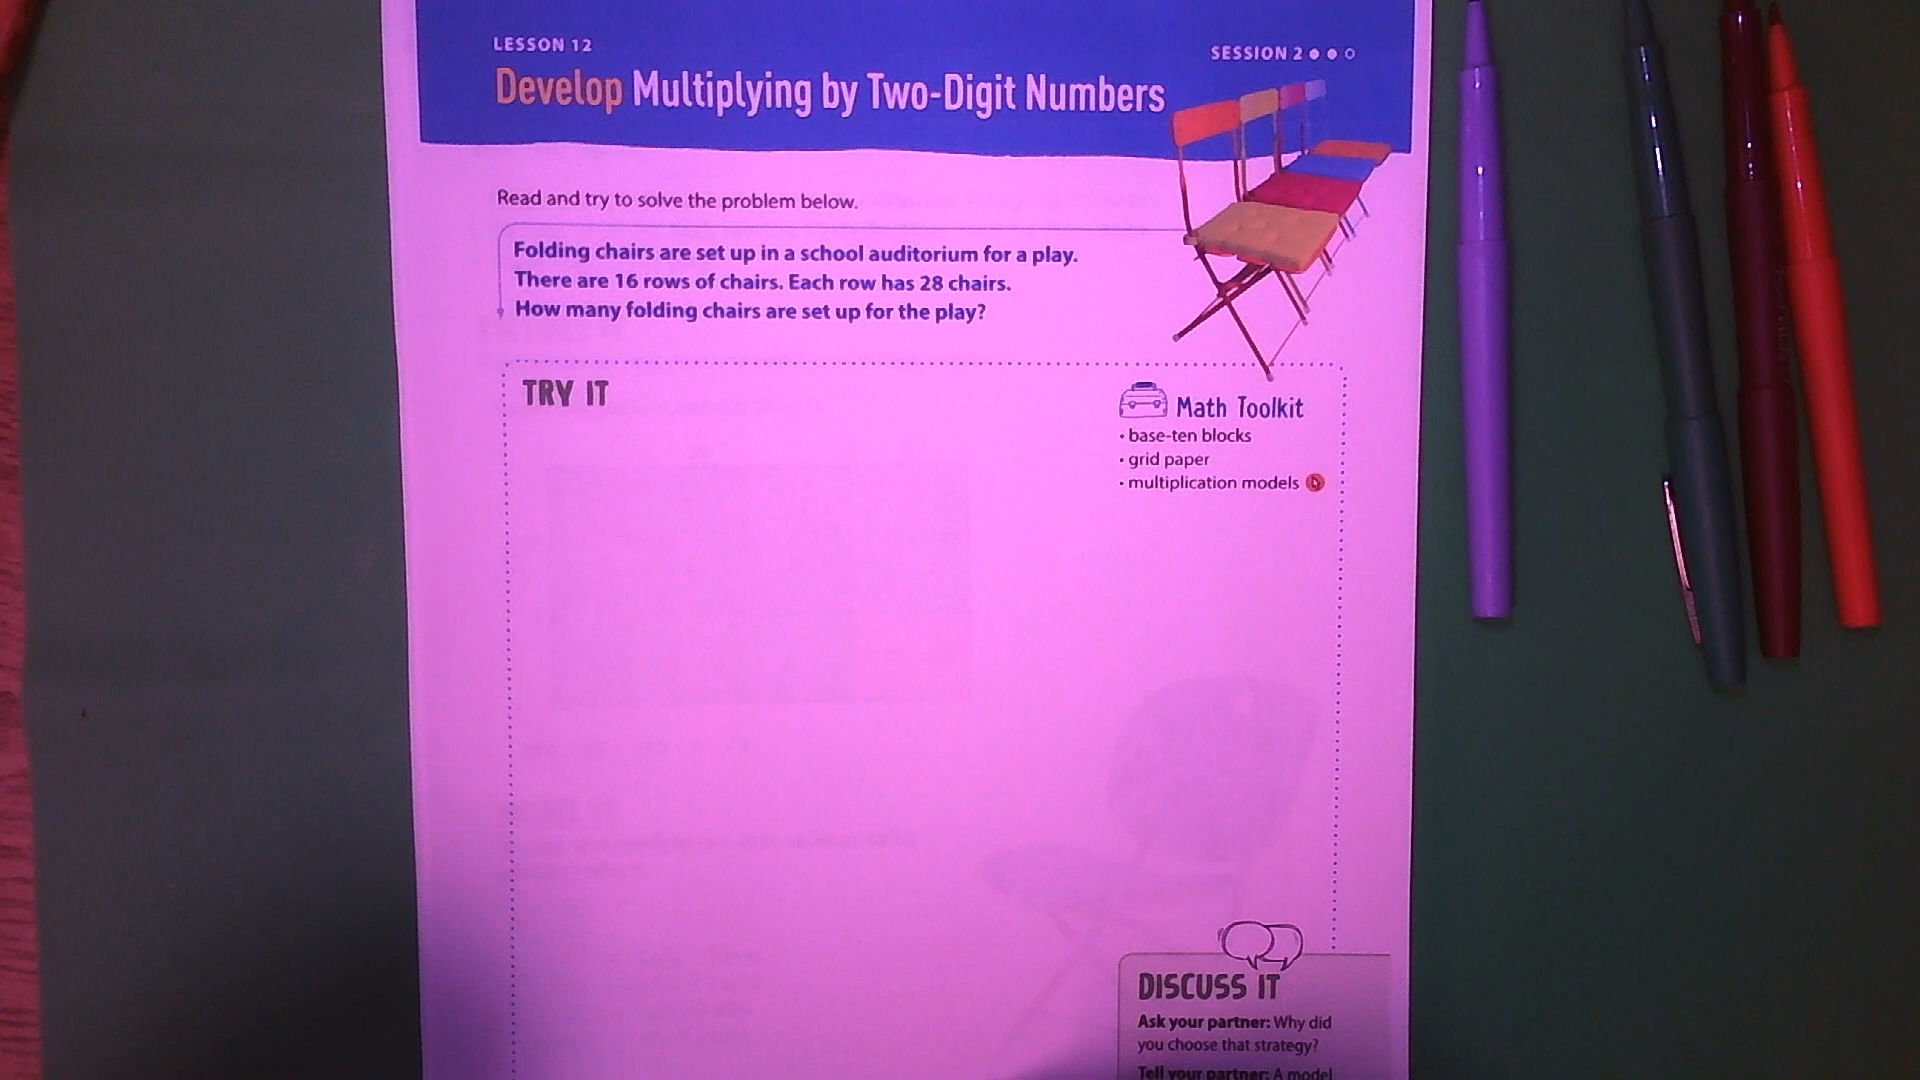 LESSON 12
SESSION 2
Develop Multiplying by Two-Digit Numbers
Read and try to solve the problem below.
Folding chairs are set up in a school auditorium for a play.
There are 16 rows of chairs. Each row has 28 chairs.
How many folding chairs are set up for the play?
TRY IT
Math Toolkit
• base-ten blocks
• grid paper
• multiplication models
DISCUSS IT
Ask your partner: Why did
you choose that strategy?
Tell your partner: A model